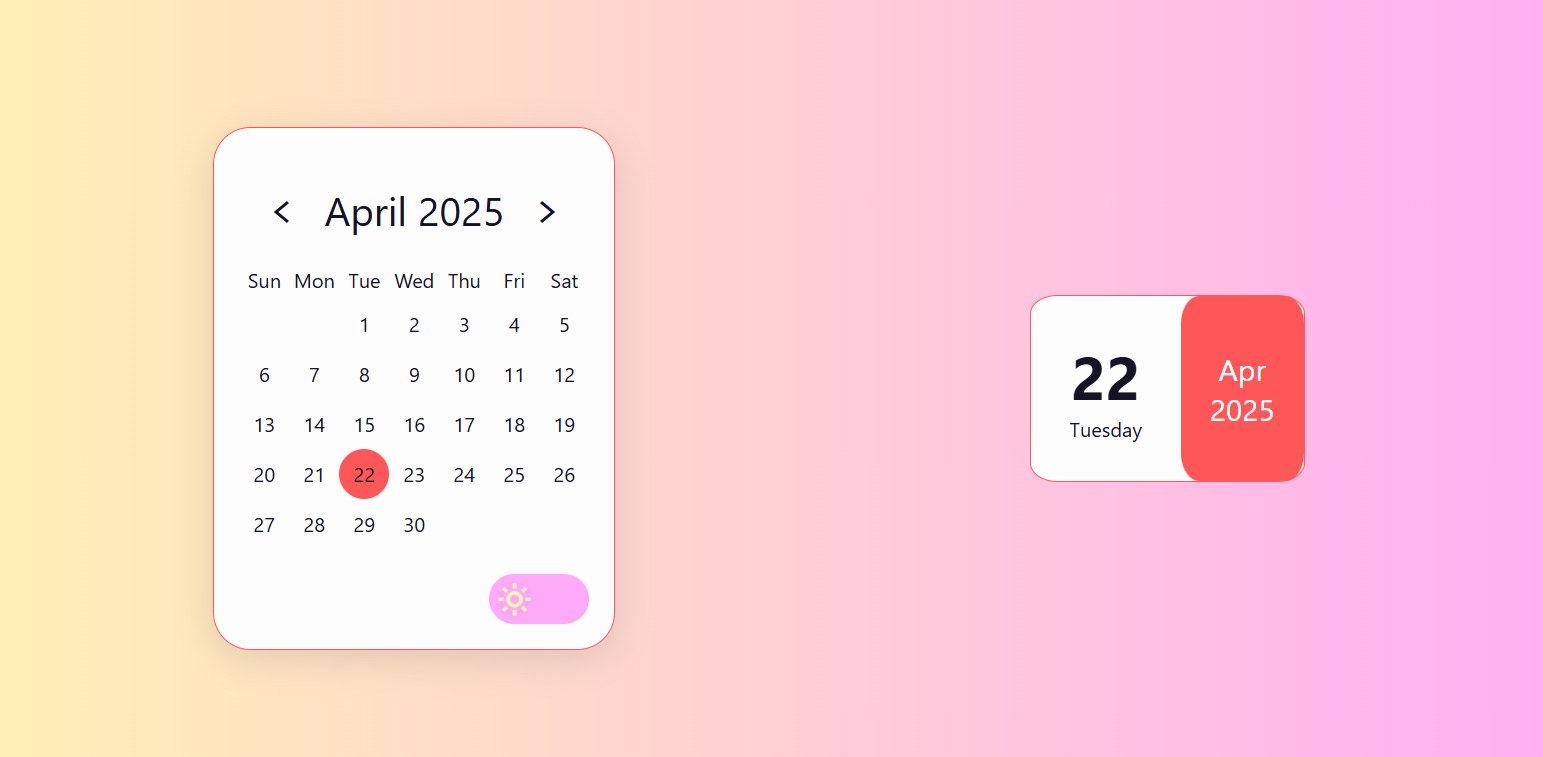 < April 2025 >
Sun Mon Tue Wed Thu Fri Sat
1 2 3 4 5
6 7 8 9 10 11 12
13 14 15 16 17 18 19
20 21 22 23 24 25 26
27 28 29 30
22
Tuesday
Apr
2025